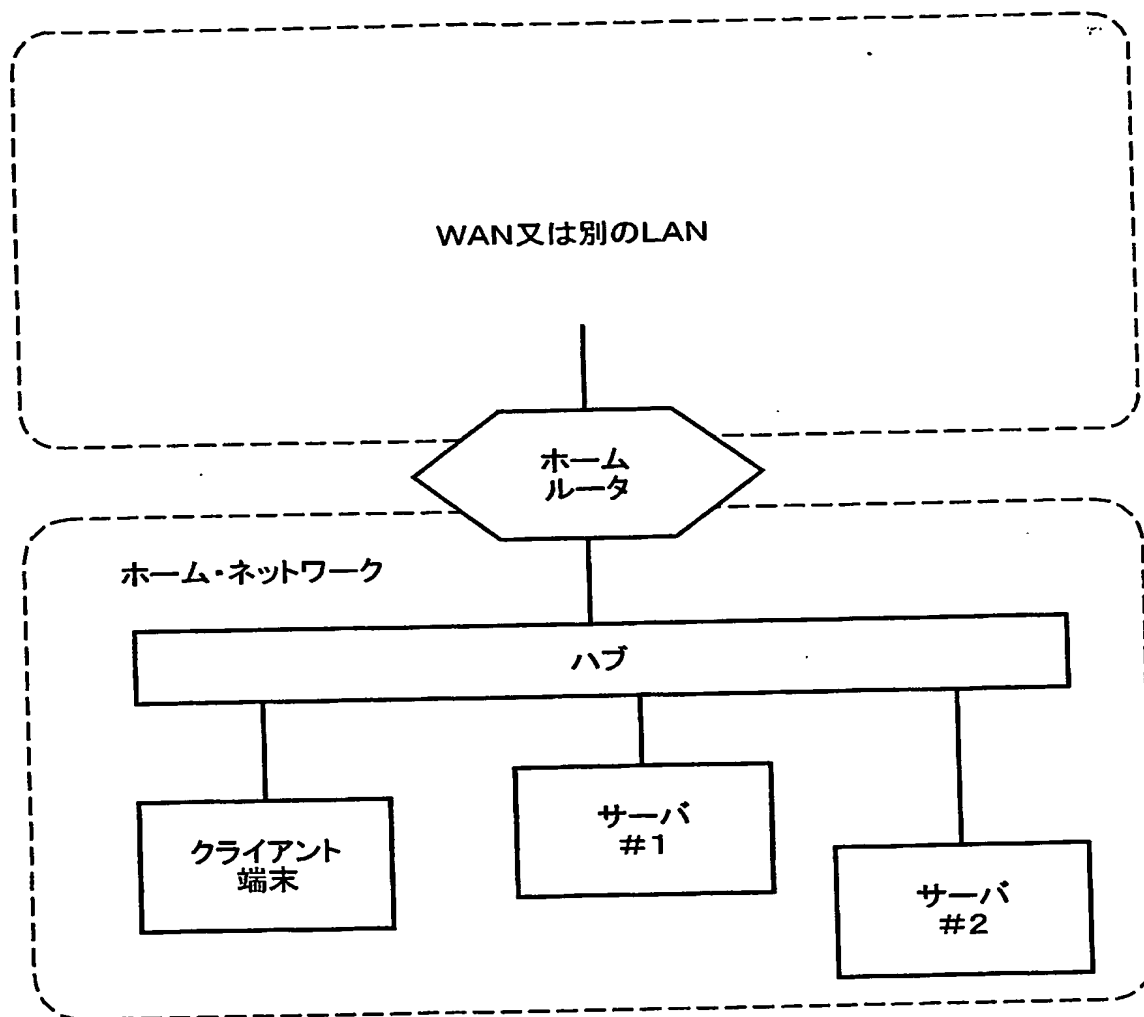 WAN又は別のLAN
ホーム
ルータ
ホーム・ネットワーク
ハブ
クライアント
端末
サーバ
#1
サーバ
#2